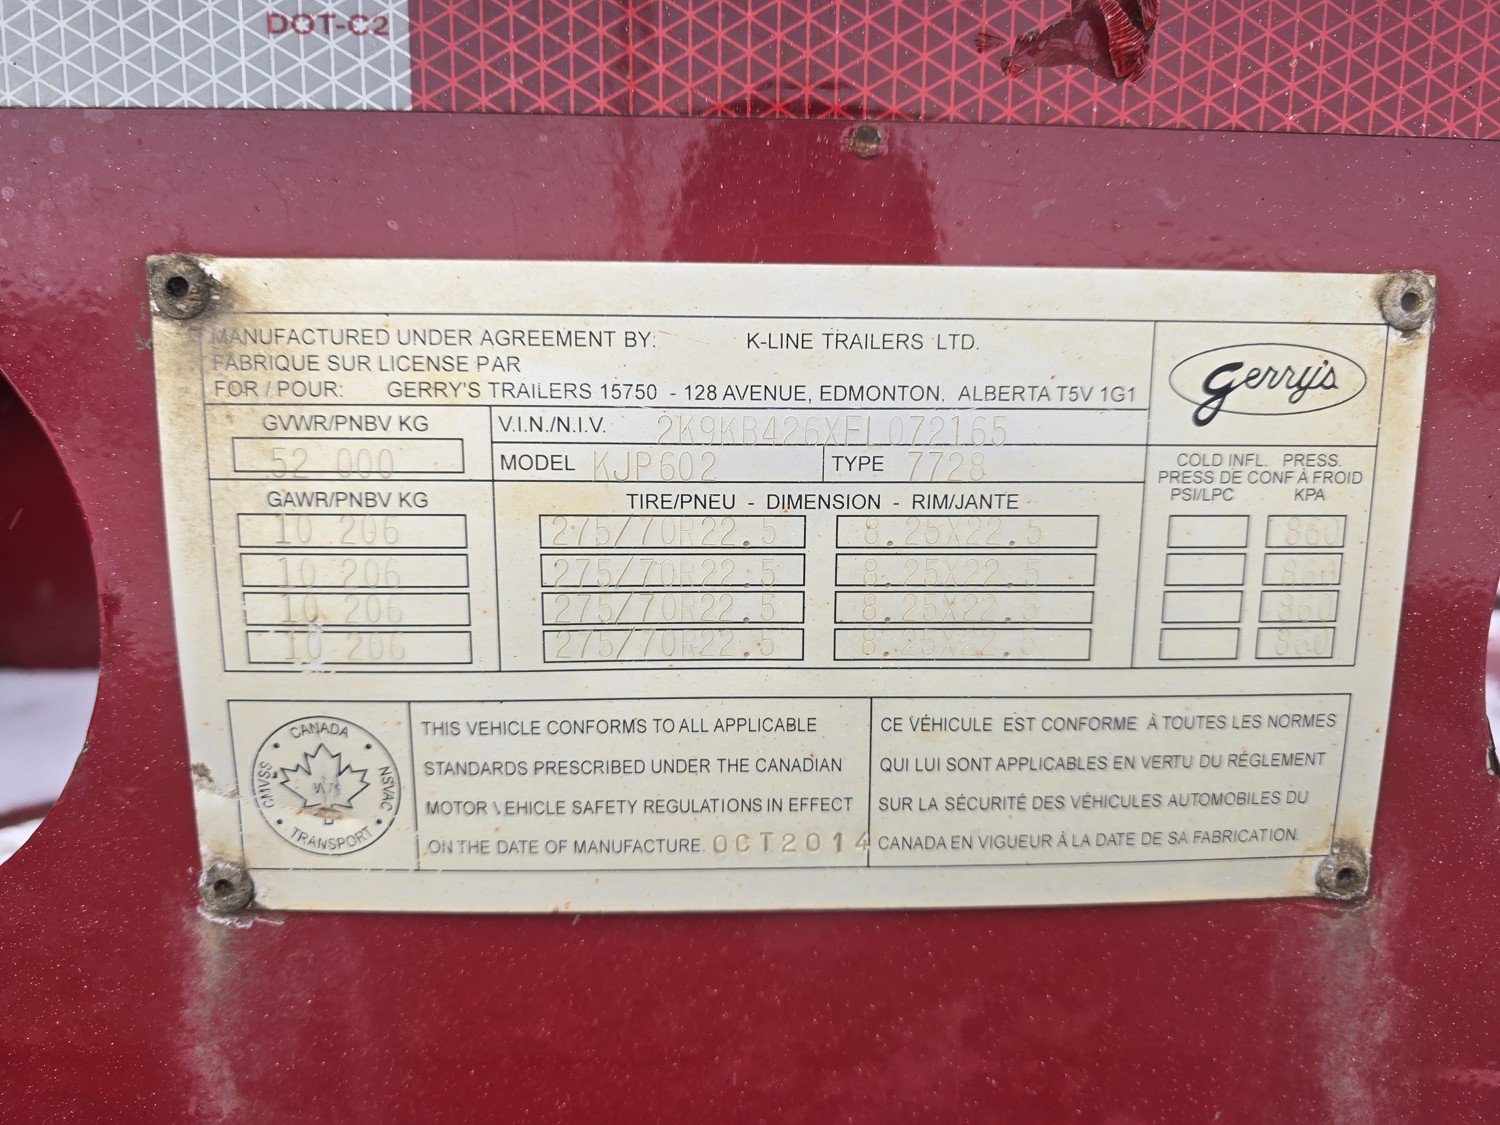 DOT-C2
MANUFACTURED UNDER AGREEMENT BY: K-LINE TRAILERS LTD.
FABRIQUE SUR LICENSE PAR
FOR / POUR: GERRY'S TRAILERS 15750 - 128 AVENUE, EDMONTON, ALBERTA T5V 1G1
Gerry's
GVWR/PNBV KG
52 000
V.I.N./N.I.V. 2K9KB426XFL072165
MODEL KJP602 TYPE 7728
COLD INFL. PRESS.
PRESS DE CONF À FROID
PSI/LPC KPA
GAWR/PNBV KG TIRE/PNEU - DIMENSION - RIM/JANTE
10 206 275/70R22.5 8.25X22.5 860
10 206 275/70R22.5 8.25X22.5 860
10 206 275/70R22.5 8.25X22.5 860
10 206 275/70R22.5 8.25X22.5 860
CANADA
CMVSS NSVAC
TRANSPORT
THIS VEHICLE CONFORMS TO ALL APPLICABLE
STANDARDS PRESCRIBED UNDER THE CANADIAN
MOTOR VEHICLE SAFETY REGULATIONS IN EFFECT
ON THE DATE OF MANUFACTURE. OCT2014
CE VÉHICULE EST CONFORME À TOUTES LES NORMES
QUI LUI SONT APPLICABLES EN VERTU DU RÉGLEMENT
SUR LA SÉCURITÉ DES VÉHICULES AUTOMOBILES DU
CANADA EN VIGUEUR À LA DATE DE SA FABRICATION.